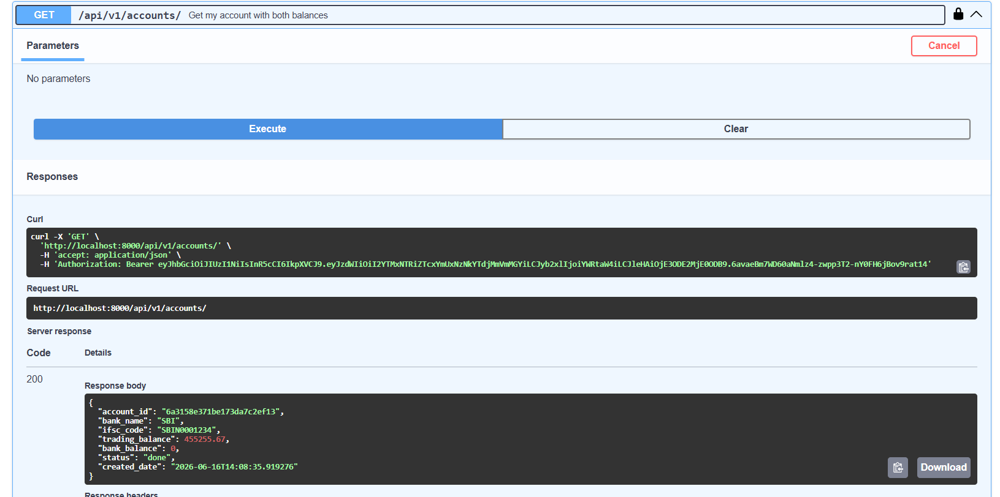 GET /api/v1/accounts/ Get my account with both balances
Parameters
Cancel
No parameters
Execute
Clear
Responses
Curl
curl -X 'GET' \
'http://localhost:8000/api/v1/accounts/' \
-H 'accept: application/json' \
-H 'Authorization: Bearer eyJhbGciOiJIUzI1NiIsInR5cCI6IkpXVCJ9.eyJzdWIiOiI2YTMxNTRiZTcxYmUxNzNkYTdjMmVmMGYiLCJyb2xlIjoiYWRtaW4iLCJleHAiOjE3ODE2MjE0ODB9.6avaeBm7WD60aNmlz4-zwpp3T2-nY0FH6jBov9rat14'
Request URL
http://localhost:8000/api/v1/accounts/
Server response
Code Details
200
Response body
{
"account_id": "6a3158e371be173da7c2ef13",
"bank_name": "SBI",
"ifsc_code": "SBIN0001234",
"trading_balance": 455255.67,
"bank_balance": 0,
"status": "done",
"created_date": "2026-06-16T14:08:35.919276"
}
Download
Response headers